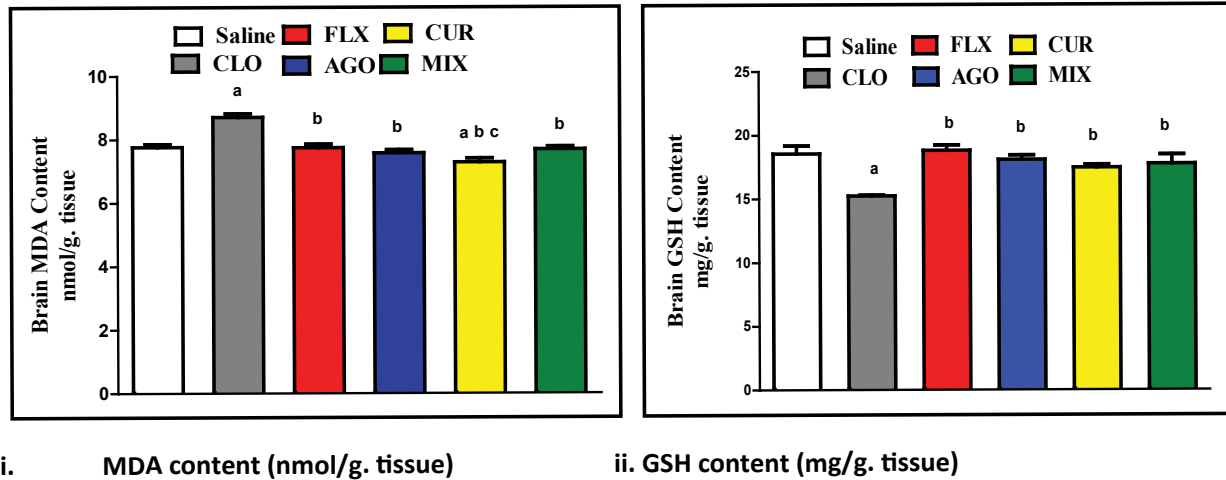 Saline FLX CUR
CLO AGO MIX
Brain MDA Content
nmol/g. tissue
10
8
6
4
2
0
a
b
b
a b c
b
Saline FLX CUR
CLO AGO MIX
Brain GSH Content
mg/g. tissue
25
20
15
10
5
0
a
b
b
b
b
i. MDA content (nmol/g. tissue)
ii. GSH content (mg/g. tissue)